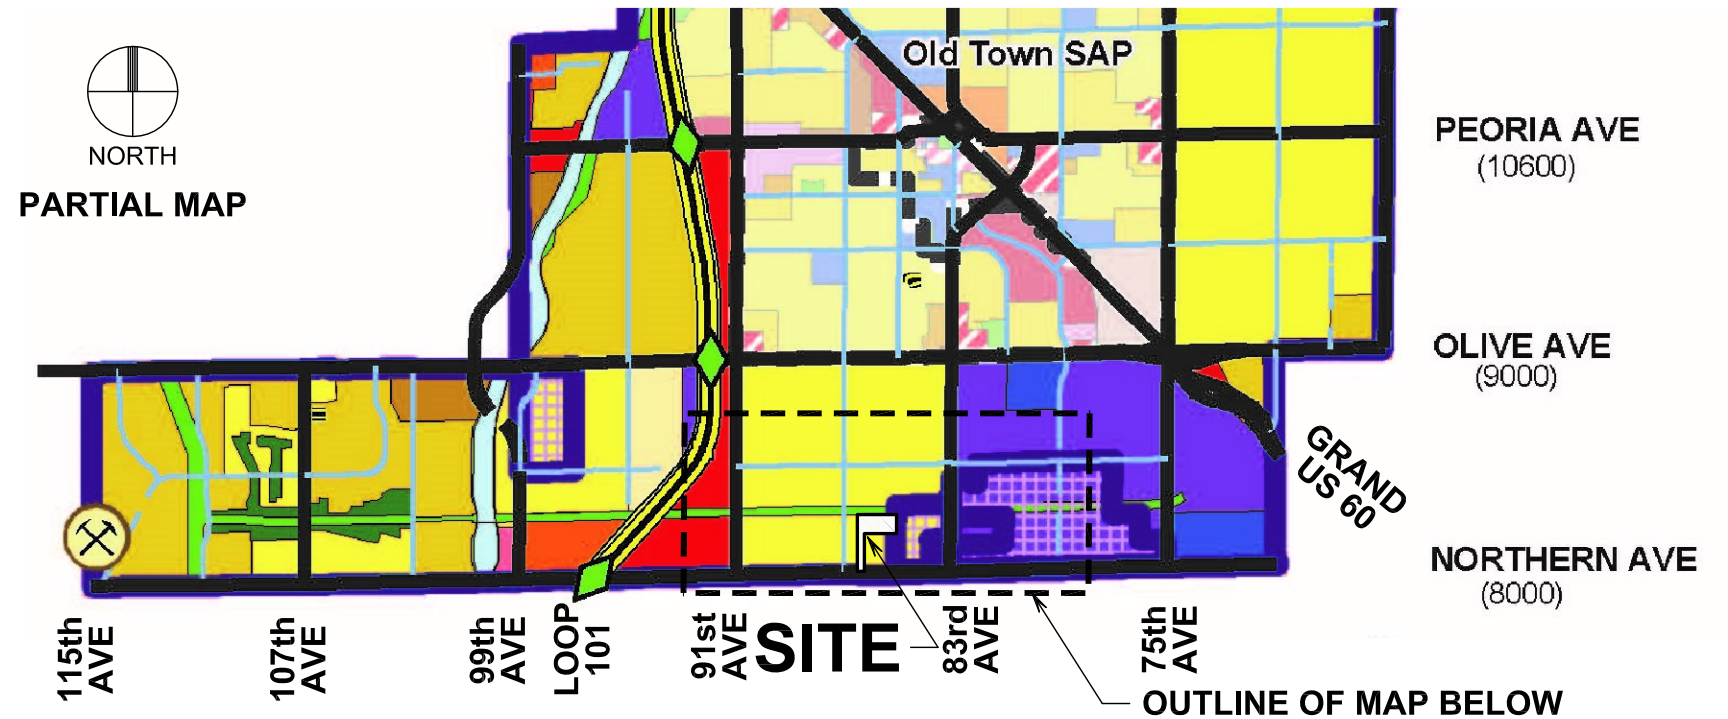 Old Town SAP
NORTH
PARTIAL MAP
PEORIA AVE
(10600)
OLIVE AVE
(9000)
GRAND
US 60
NORTHERN AVE
(8000)
115th
AVE
107th
AVE
99th
AVE
LOOP
101
91st
AVE
SITE
83rd
AVE
75th
AVE
OUTLINE OF MAP BELOW